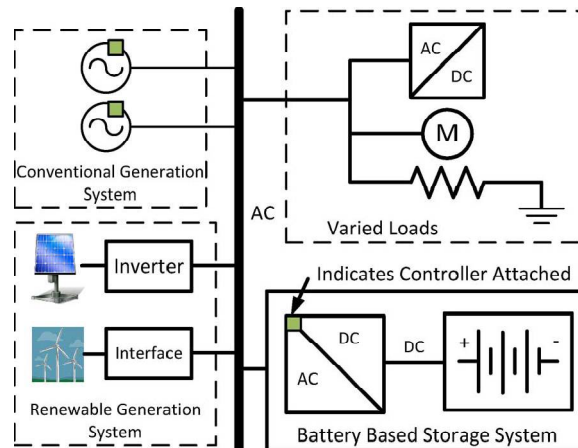 Conventional Generation
System
Inverter
Interface
Renewable Generation
System
AC
AC
DC
M
Varied Loads
Indicates Controller Attached
DC
AC
DC
+ -
Battery Based Storage System